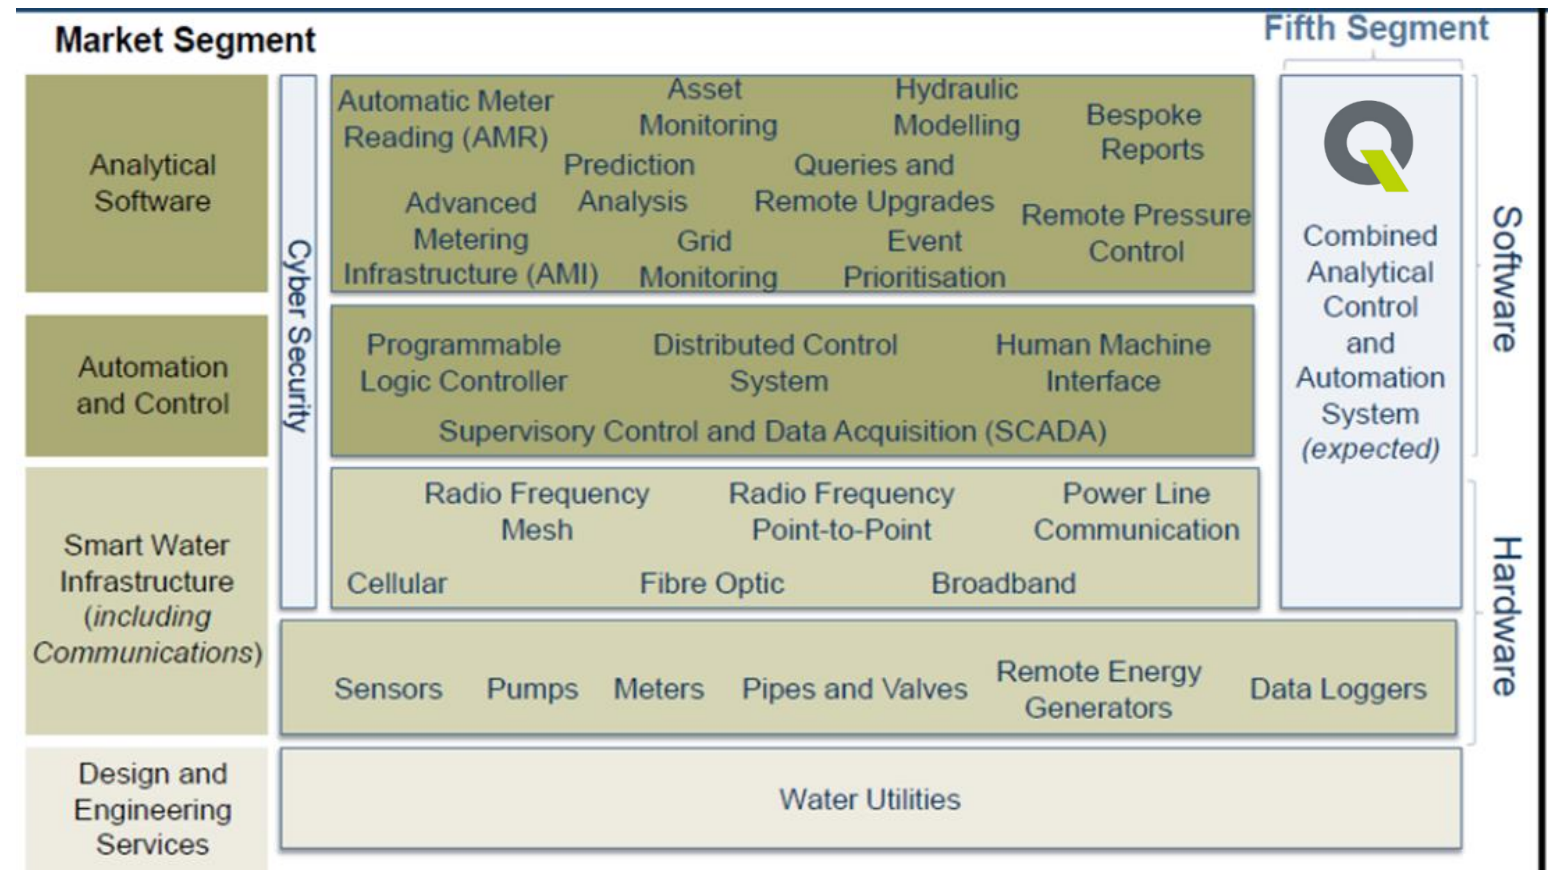 Market Segment
Fifth Segment
Analytical
Software
Cyber Security
Automatic Meter
Reading (AMR)
Asset
Monitoring
Hydraulic
Modelling
Bespoke
Reports
Prediction
Analysis
Queries and
Remote Upgrades
Advanced
Metering
Infrastructure (AMI)
Grid
Monitoring
Event
Prioritisation
Remote Pressure
Control
Combined
Analytical
Control
and
Automation
System
(expected)
Software
Automation
and Control
Programmable
Logic Controller
Distributed Control
System
Human Machine
Interface
Supervisory Control and Data Acquisition (SCADA)
Smart Water
Infrastructure
(including
Communications)
Radio Frequency
Mesh
Radio Frequency
Point-to-Point
Power Line
Communication
Cellular
Fibre Optic
Broadband
Hardware
Sensors
Pumps
Meters
Pipes and Valves
Remote Energy
Generators
Data Loggers
Design and
Engineering
Services
Water Utilities